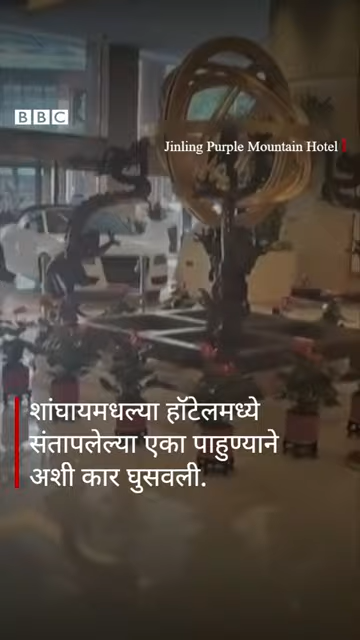 BBC
Jinling Purple Mountain Hotel
शांघायमधल्या हॉटेलमध्ये
संतापलेल्या एका पाहुण्याने
अशी कार घुसवली.